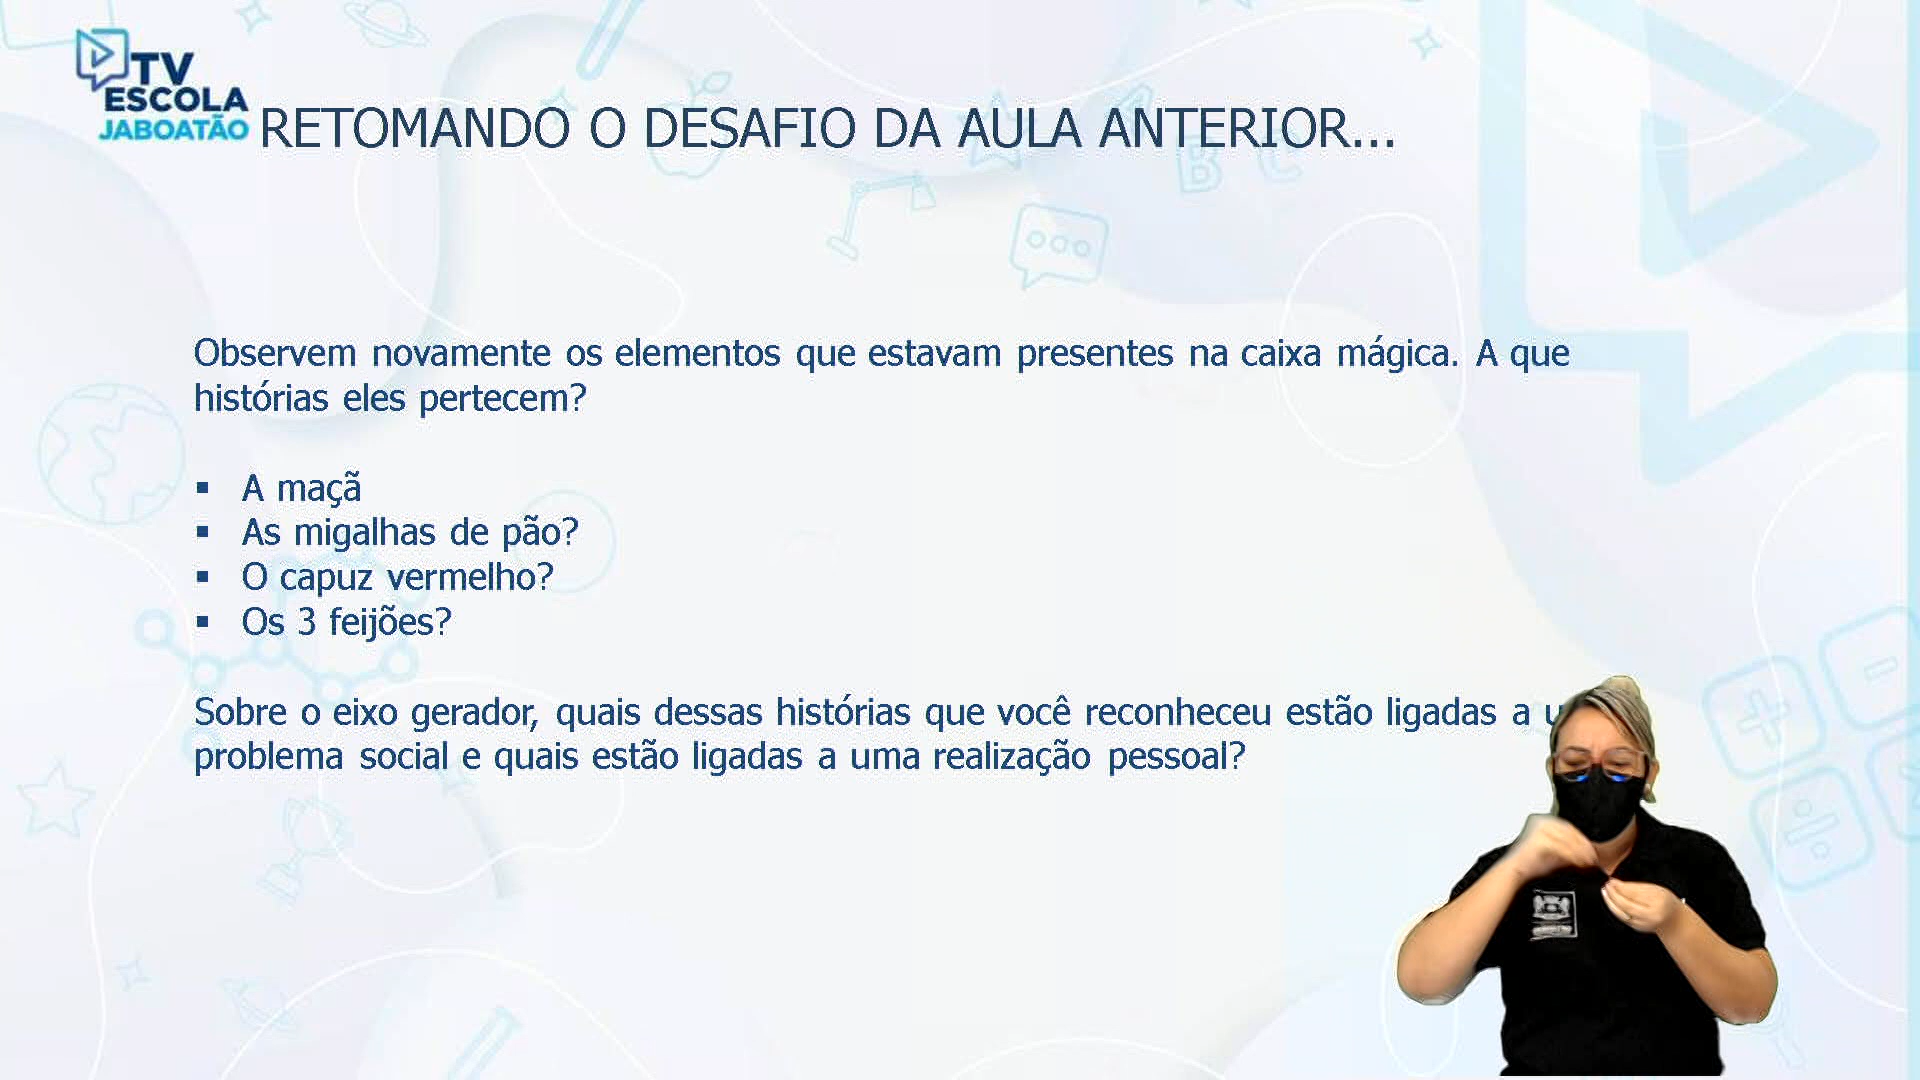 TV
ESCOLA
JABOATÃO
RETOMANDO O DESAFIO DA AULA ANTERIOR...
Observem novamente os elementos que estavam presentes na caixa mágica. A que
histórias eles pertecem?
▪ A maçã
▪ As migalhas de pão?
▪ O capuz vermelho?
▪ Os 3 feijões?
Sobre o eixo gerador, quais dessas histórias que você reconheceu estão ligadas a
problema social e quais estão ligadas a uma realização pessoal?